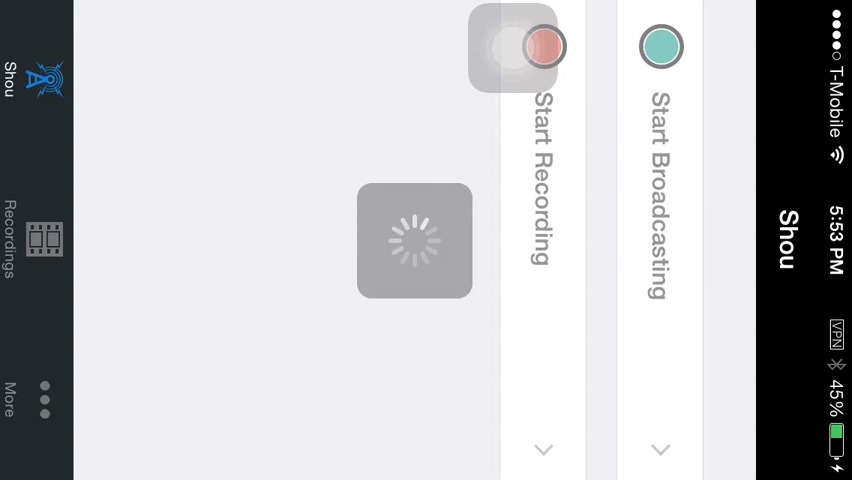 T-Mobile 5:53 PM VPN 45%
Shou
Start Broadcasting
Start Recording
Shou Recordings More